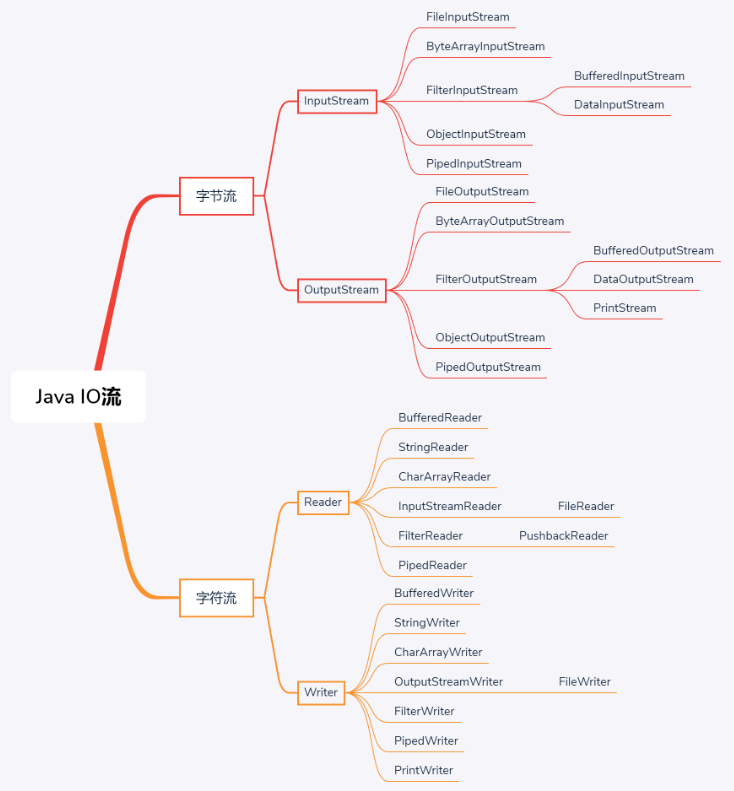 Java IO流
字节流
InputStream
FileInputStream
ByteArrayInputStream
FilterInputStream
BufferedInputStream
DataInputStream
ObjectInputStream
PipedInputStream
OutputStream
FileOutputStream
ByteArrayOutputStream
FilterOutputStream
BufferedOutputStream
DataOutputStream
PrintStream
ObjectOutputStream
PipedOutputStream
字符流
Reader
BufferedReader
StringReader
CharArrayReader
InputStreamReader
FileReader
FilterReader
PushbackReader
PipedReader
Writer
BufferedWriter
StringWriter
CharArrayWriter
OutputStreamWriter
FileWriter
FilterWriter
PipedWriter
PrintWriter